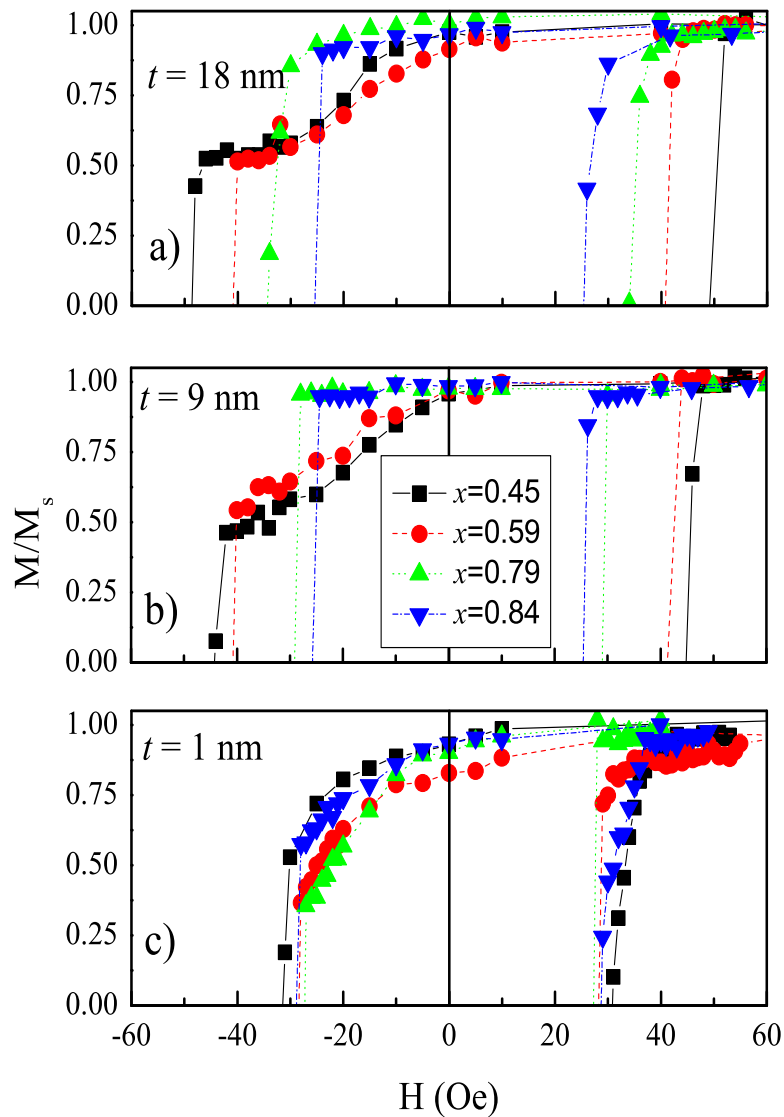 1.00
0.75
0.50
0.25
0.00
t = 18 nm
a)
M/Ms
1.00
0.75
0.50
0.25
0.00
t = 9 nm
b)
x=0.45
x=0.59
x=0.79
x=0.84
1.00
0.75
0.50
0.25
0.00
t = 1 nm
c)
-60 -40 -20 0 20 40 60
H (Oe)